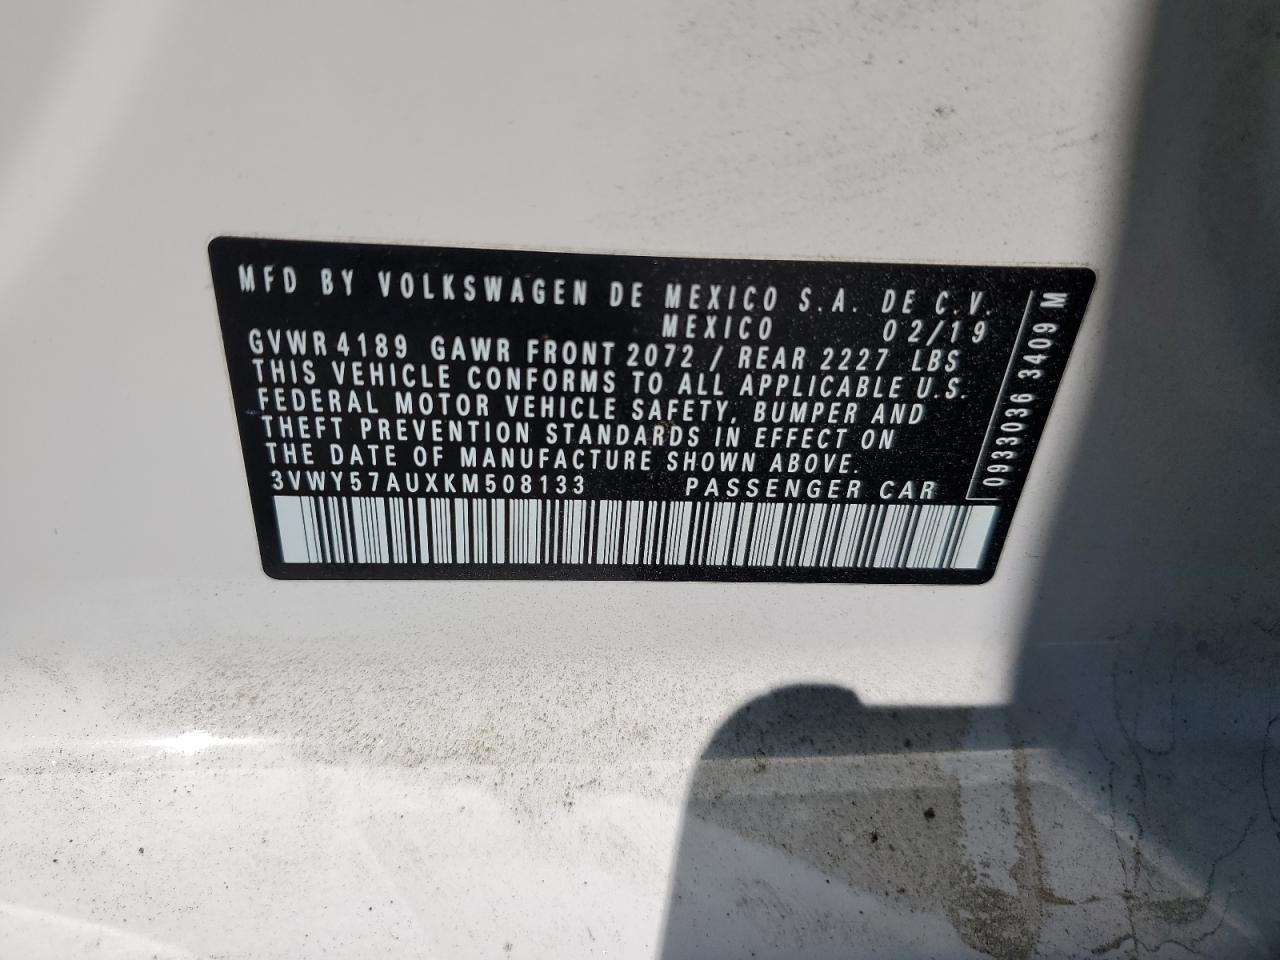 MFD BY VOLKSWAGEN DE MEXICO S.A. DE C.V.
MEXICO 02/19
GVWR 4189 GAWR FRONT 2072 / REAR 2227 LBS
THIS VEHICLE CONFORMS TO ALL APPLICABLE U.S.
FEDERAL MOTOR VEHICLE SAFETY, BUMPER AND
THEFT PREVENTION STANDARDS IN EFFECT ON
THE DATE OF MANUFACTURE SHOWN ABOVE.
3VWY57AUXKM508133 PASSENGER CAR
0933036 3409 M